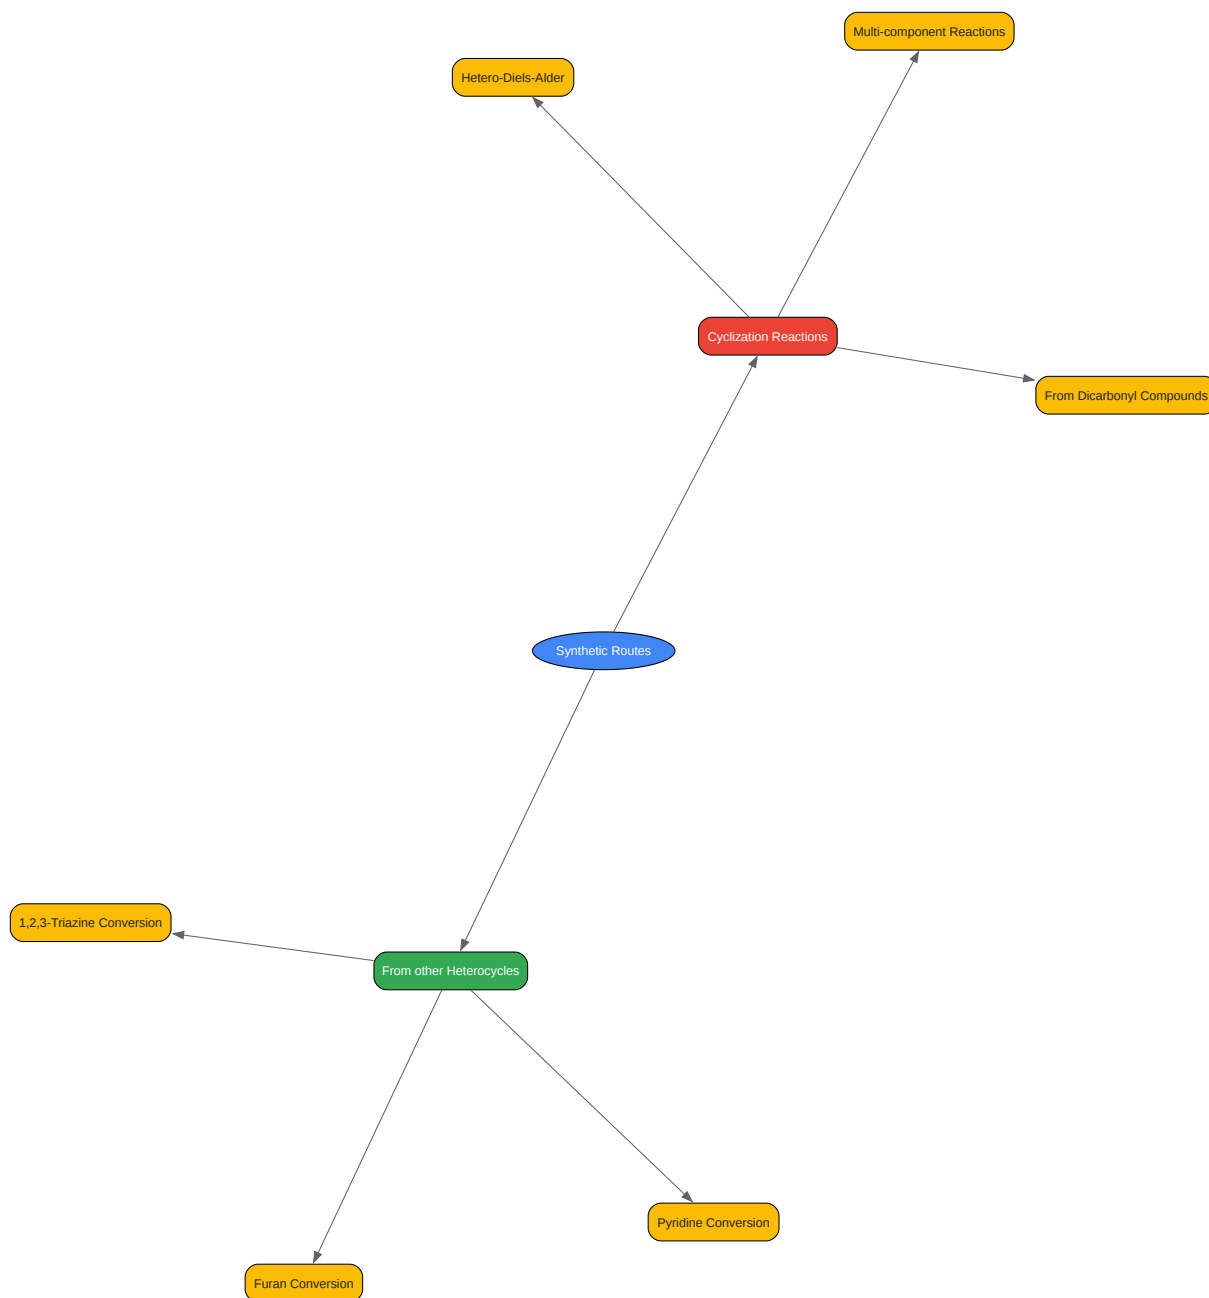 Multi-component Reactions
Hetero-Diels-Alder
Cyclization Reactions
From Dicarbonyl Compounds
Synthetic Routes
1,2,3-Triazine Conversion
From other Heterocycles
Pyridine Conversion
Furan Conversion